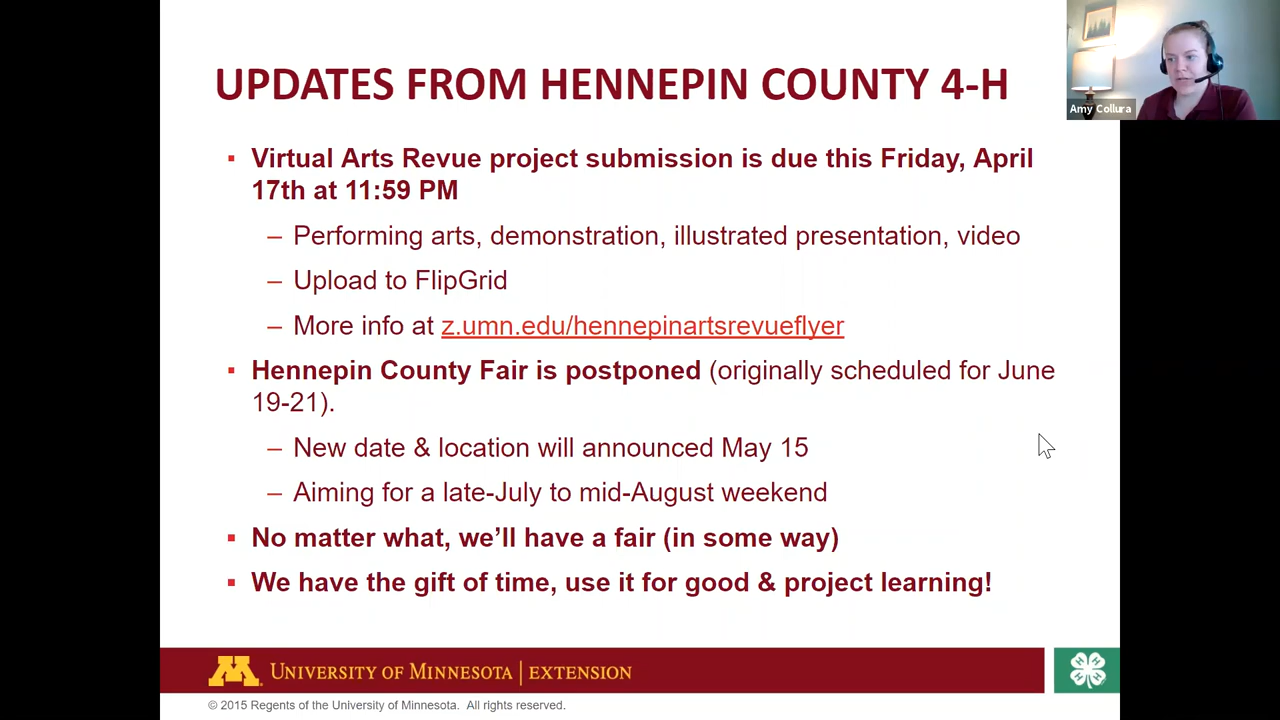 UPDATES FROM HENNEPIN COUNTY 4-H
Amy Collura
▪ Virtual Arts Revue project submission is due this Friday, April
17th at 11:59 PM
– Performing arts, demonstration, illustrated presentation, video
– Upload to FlipGrid
– More info at z.umn.edu/hennepinartsrevueflyer
▪ Hennepin County Fair is postponed (originally scheduled for June
19-21).
– New date & location will announced May 15
– Aiming for a late-July to mid-August weekend
▪ No matter what, we’ll have a fair (in some way)
▪ We have the gift of time, use it for good & project learning!
M UNIVERSITY OF MINNESOTA | EXTENSION
© 2015 Regents of the University of Minnesota. All rights reserved.